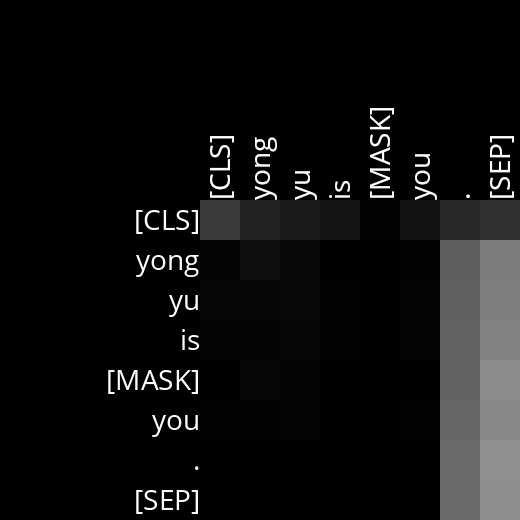 [CLS] yong yu is [MASK] you . [SEP]
[CLS]
yong
yu
is
[MASK]
you
.
[SEP]